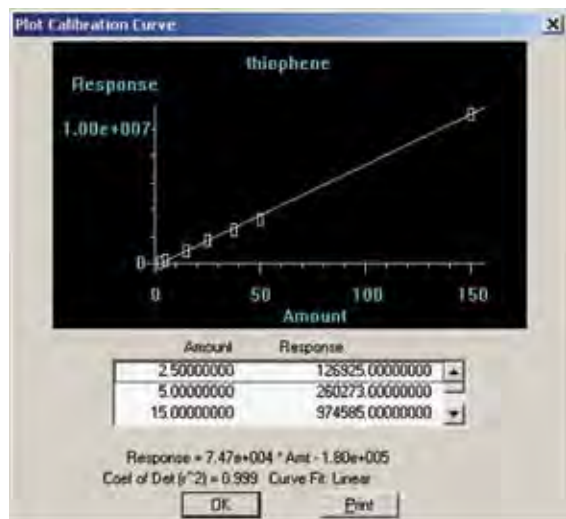 Plot Calibration Curve
thiophene
Response
1.00e+007
0
0 50 100 150
Amount
Amount Response
2.50000000 126925.00000000
5.00000000 260273.00000000
15.00000000 974585.00000000
Response = 7.47e+004 * Amt - 1.80e+005
Coef of Det (r^2) = 0.999 Curve Fit: Linear
OK Print